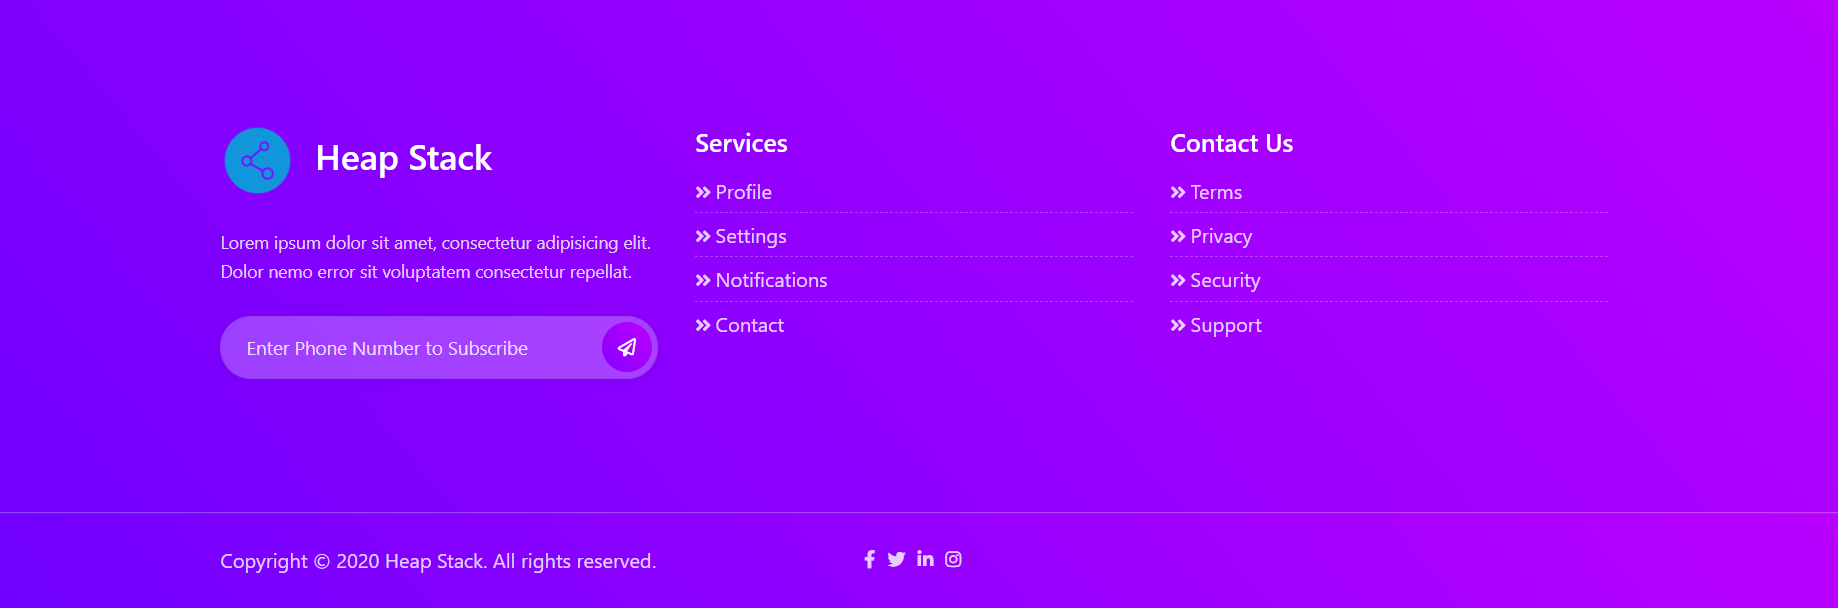 Heap Stack
Lorem ipsum dolor sit amet, consectetur adipisicing elit.
Dolor nemo error sit voluptatem consectetur repellat.
Enter Phone Number to Subscribe
Services
Profile
Settings
Notifications
Contact
Contact Us
Terms
Privacy
Security
Support
Copyright © 2020 Heap Stack. All rights reserved.